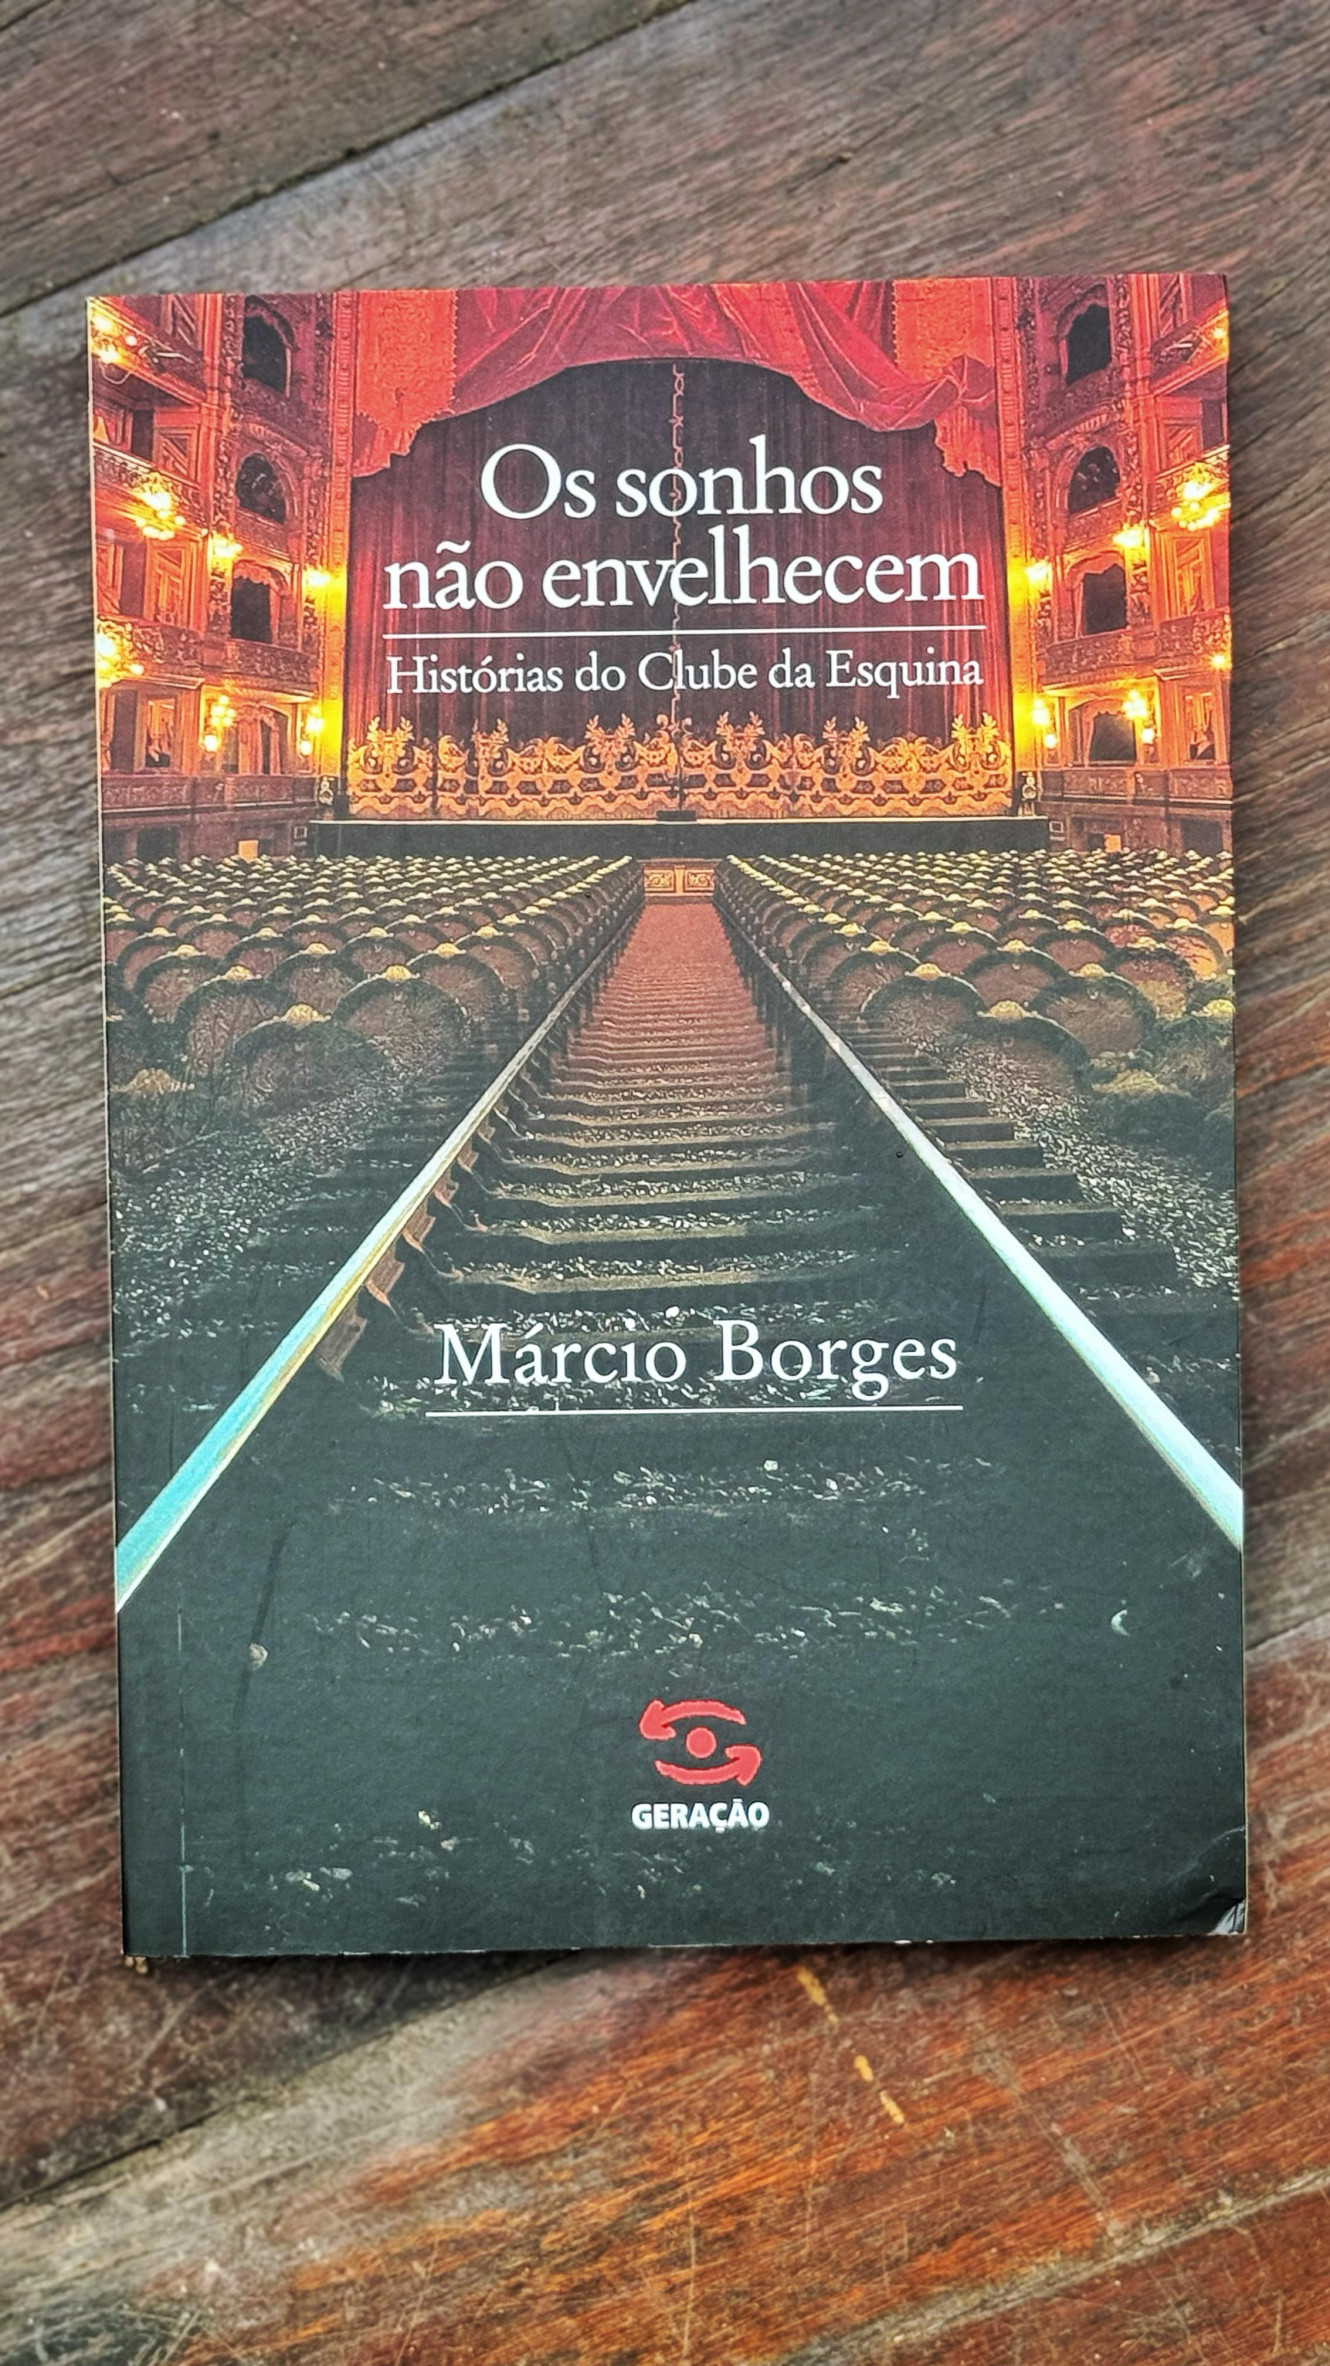 Os sonhos
não envelhecem
Histórias do Clube da Esquina
Márcio Borges
GERAÇÃO